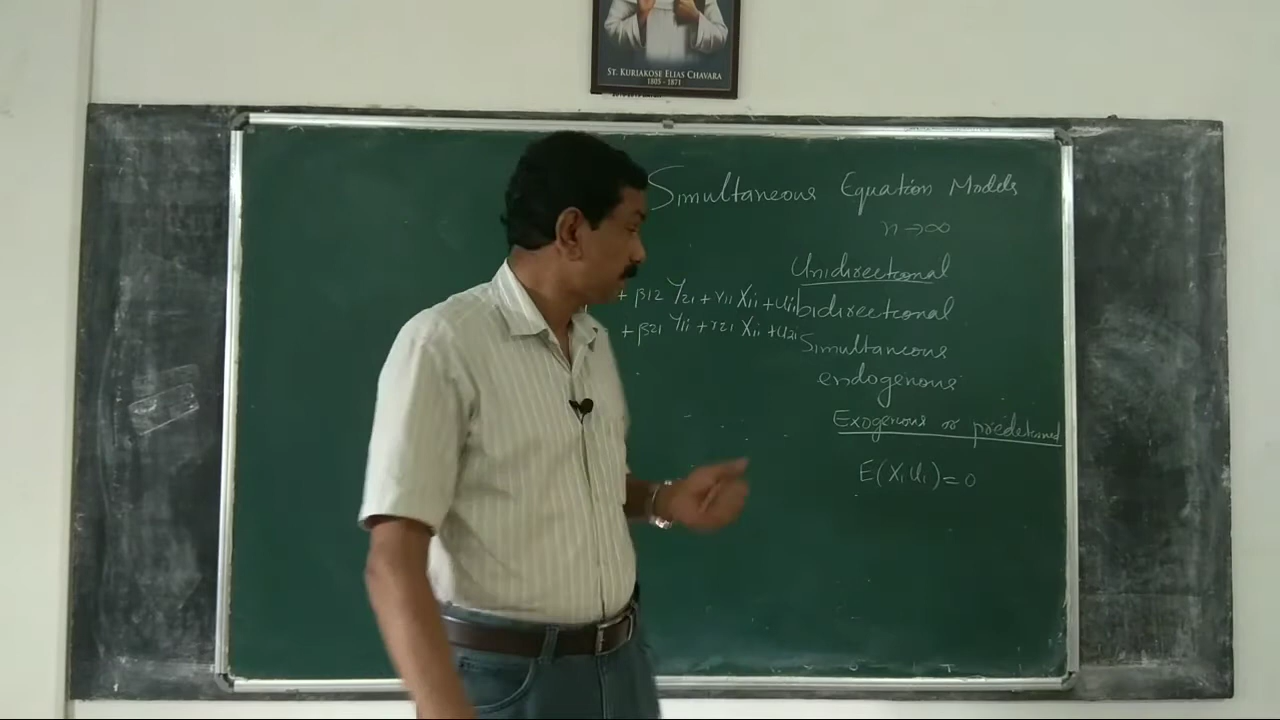 ST. KURIAKOSE ELIAS CHAVARA
1805 - 1871
Simultaneous Equation Models
n→∞
Unidirectional
+ β12 Y2i + γ11 X1i + u1i
bidirectional
+ β21 Y1i + γ21 X1i + u2i
Simultaneous
endogenous
Exogenous or predetermined
E(X1U1)=0